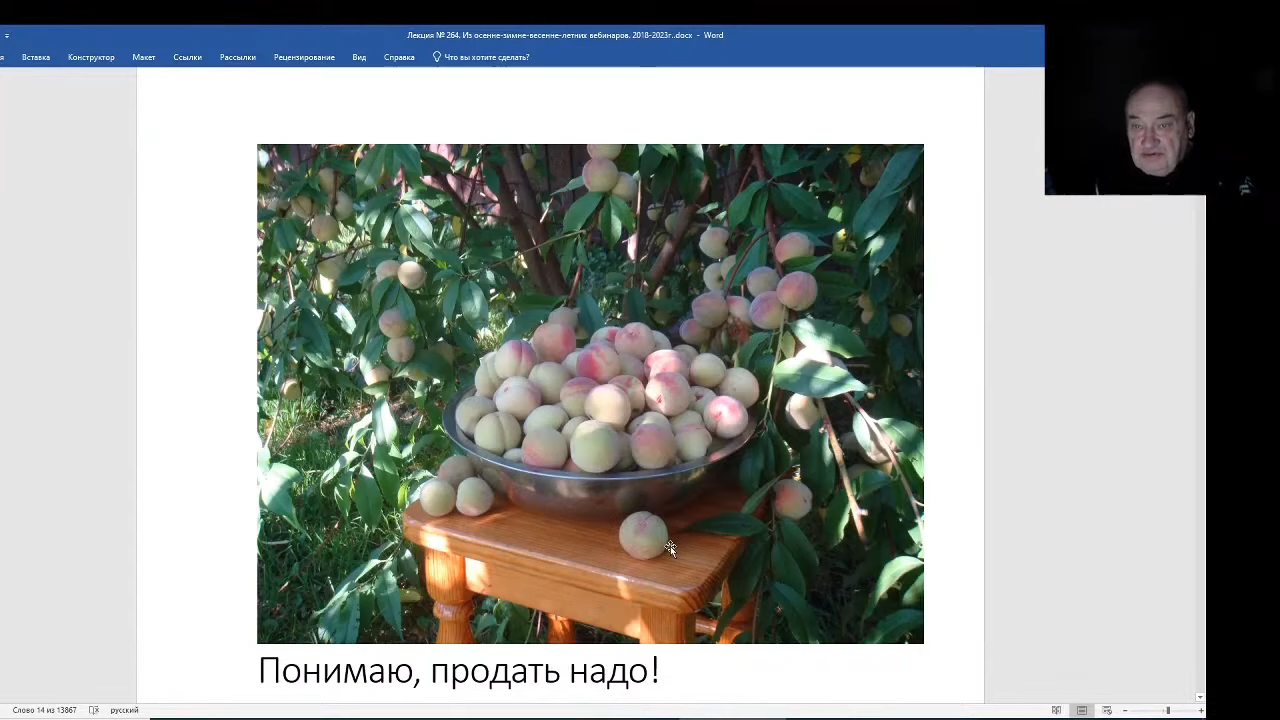 Лекция № 264. Из осенне-зимне-весенне-летних вебинаров. 2018-2023г..docx - Word
я Вставка Конструктор Макет Ссылки Рассылки Рецензирование Вид Справка Что вы хотите сделать?
Понимаю, продать надо!
Слово 14 из 13867 русский